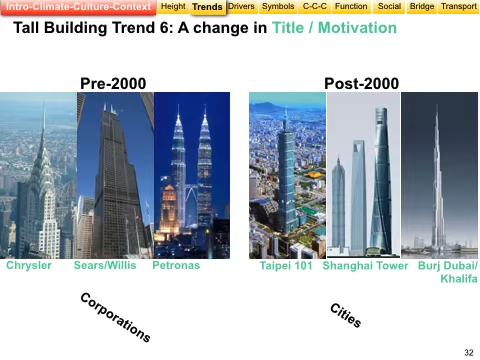 Intro-Climate-Culture-Context Height Trends Drivers Symbols C-C-C Function Social Bridge Transport
Tall Building Trend 6: A change in Title / Motivation
Pre-2000
Post-2000
Chrysler Sears/Willis Petronas
Taipei 101 Shanghai Tower Burj Dubai/
Khalifa
Corporations
Cities
32